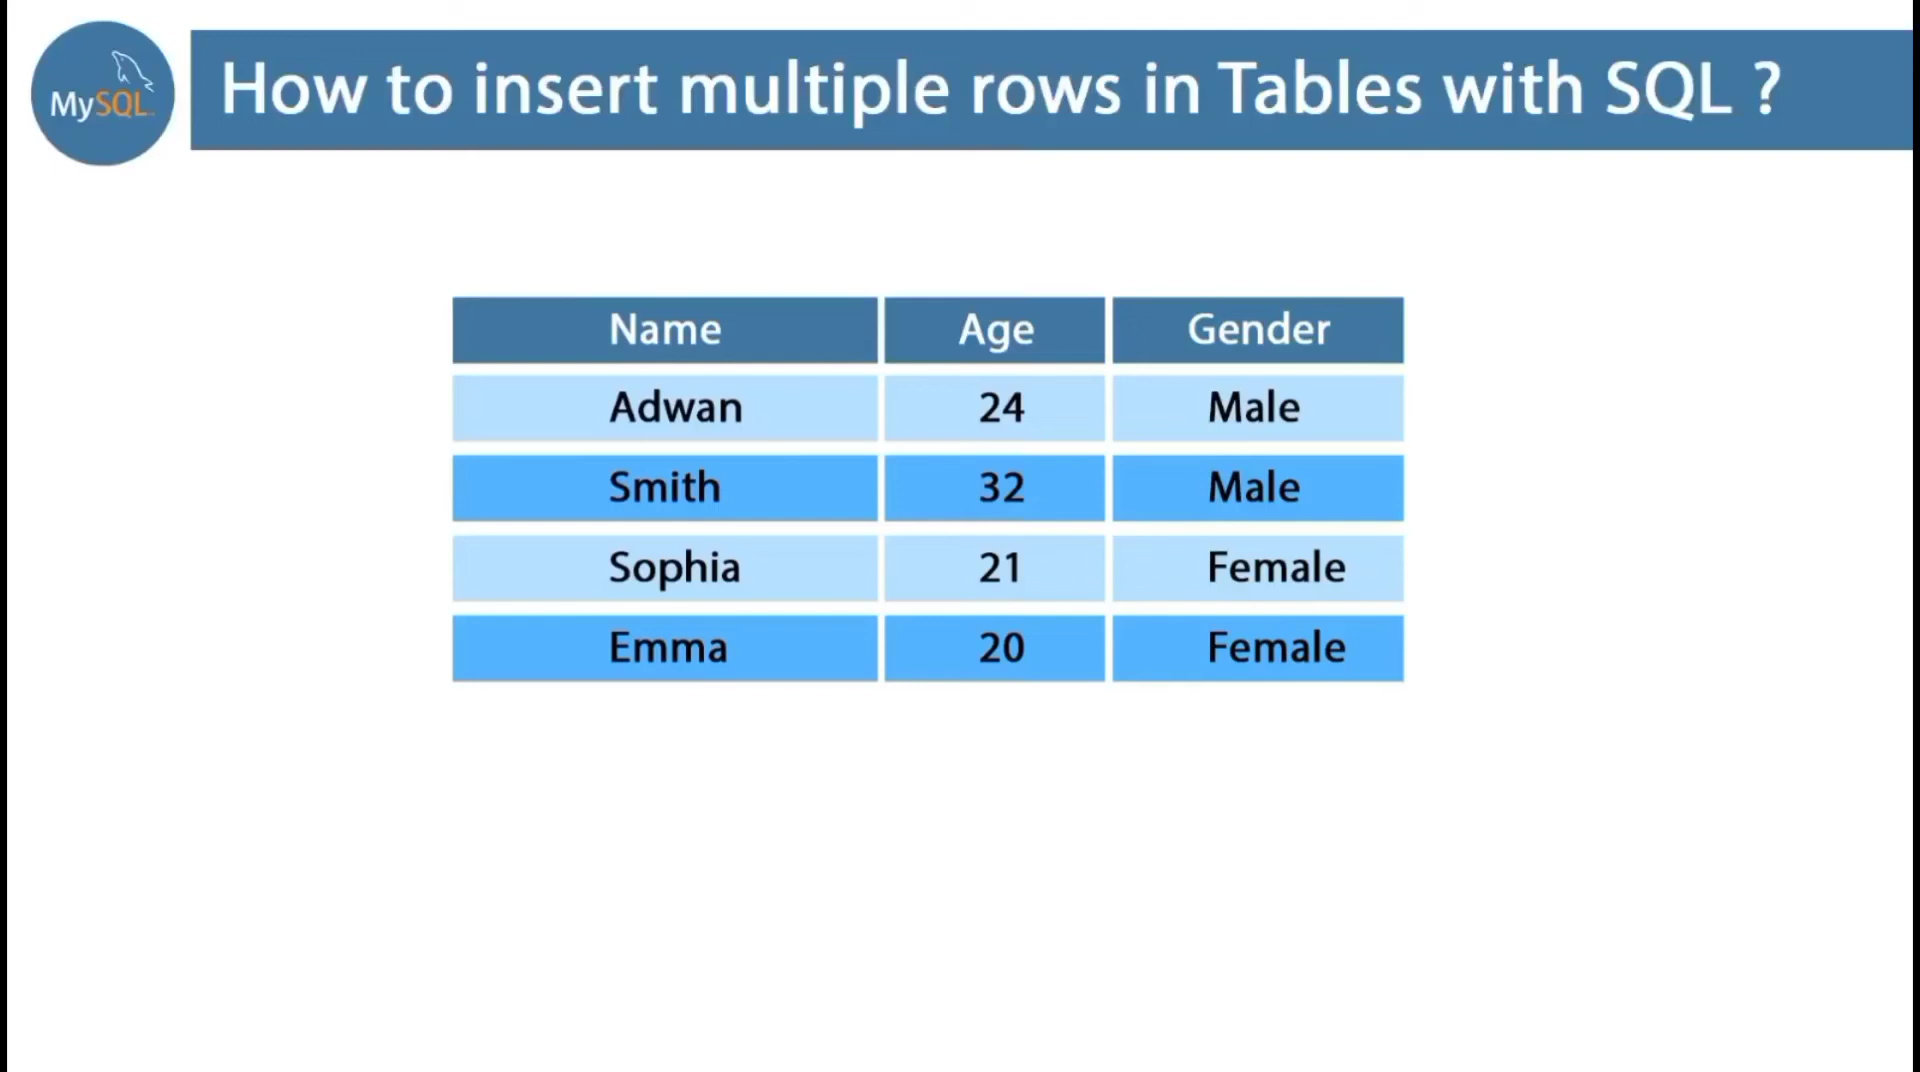 MySQL
How to insert multiple rows in Tables with SQL ?
Name Age Gender
Adwan 24 Male
Smith 32 Male
Sophia 21 Female
Emma 20 Female